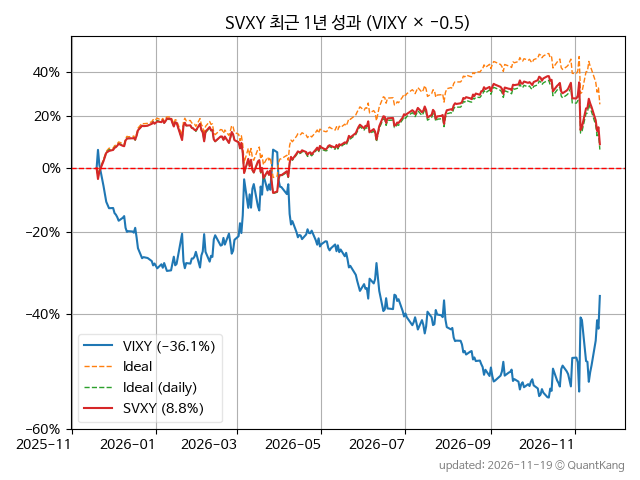 SVXY 최근 1년 성과 (VIXY × −0.5)
40%
20%
0%
−20%
−40%
−60%
VIXY (−36.1%)
Ideal
Ideal (daily)
SVXY (8.8%)
2025-11
2026-01
2026-03
2026-05
2026-07
2026-09
2026-11
updated: 2026-11-19 © QuantKang